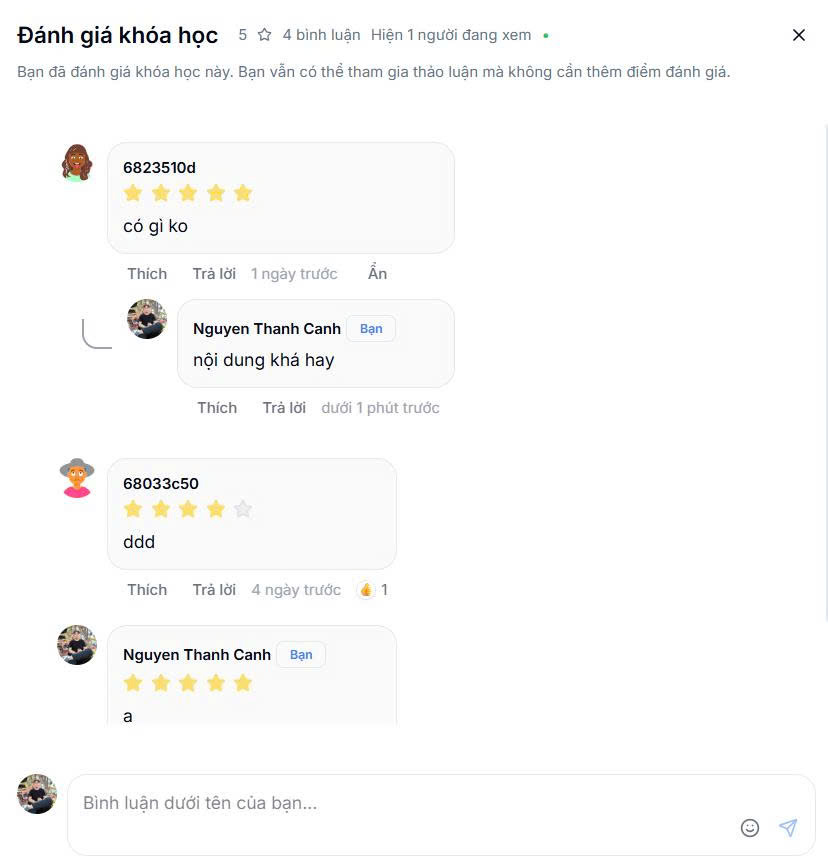 Đánh giá khóa học 5 4 bình luận Hiện 1 người đang xem
Bạn đã đánh giá khóa học này. Bạn vẫn có thể tham gia thảo luận mà không cần thêm điểm đánh giá.
6823510d
có gì ko
Thích Trả lời 1 ngày trước Ẩn
Nguyen Thanh Canh Bạn
nội dung khá hay
Thích Trả lời dưới 1 phút trước
68033c50
ddd
Thích Trả lời 4 ngày trước 👍 1
Nguyen Thanh Canh Bạn
a
Bình luận dưới tên của bạn...